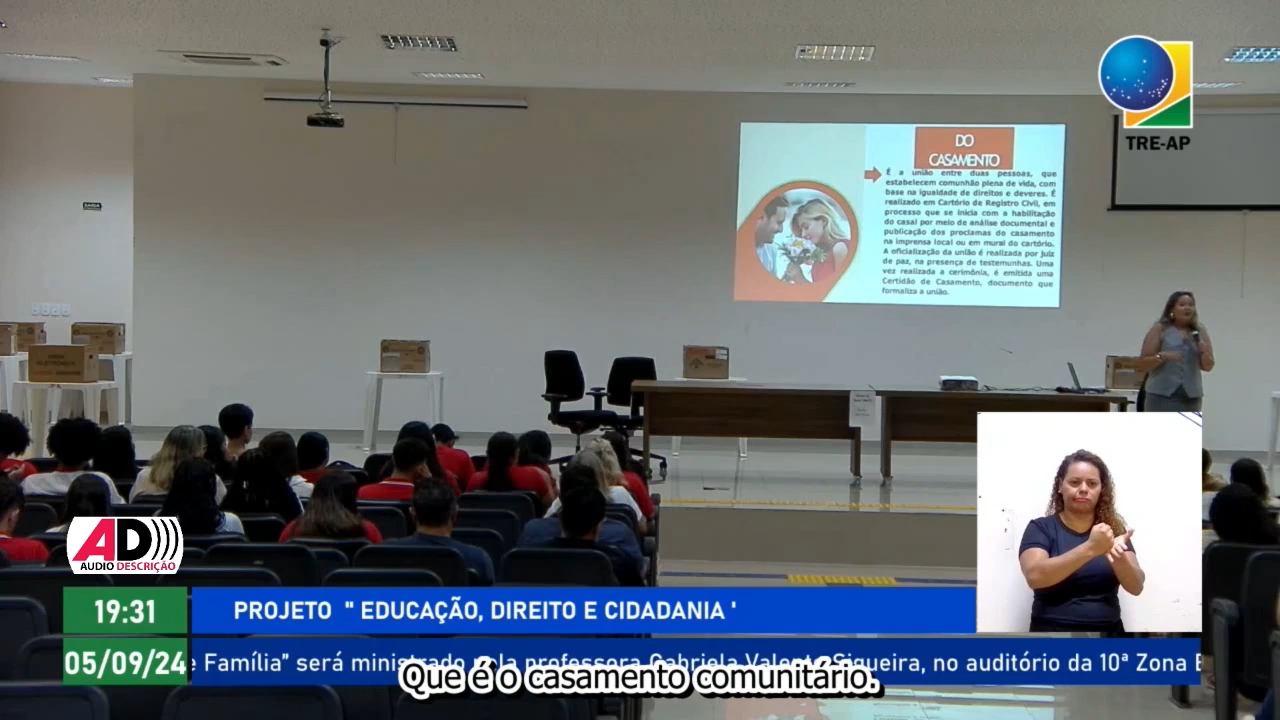 TRE-AP
DO
CASAMENTO
É a união entre duas pessoas, que
estabelecem comunhão plena de vida, com
base na igualdade de direitos e deveres. É
realizado em Cartório de Registro Civil, em
processo que se inicia com a habilitação
do casal por meio de análise documental e
publicação dos proclamas do casamento
na imprensa local ou em mural do cartório.
A oficialização da união é realizada por juiz
de paz, na presença de testemunhas. Uma
vez realizada a cerimônia, é emitida uma
Certidão de Casamento, documento que
formaliza a união.
AD
AUDIO DESCRIÇÃO
19:31
PROJETO " EDUCAÇÃO, DIREITO E CIDADANIA '
05/09/24
e Família” será ministrado pela professora Gabriela Valente Siqueira, no auditório da 10ª Zona E
Que é o casamento comunitário.